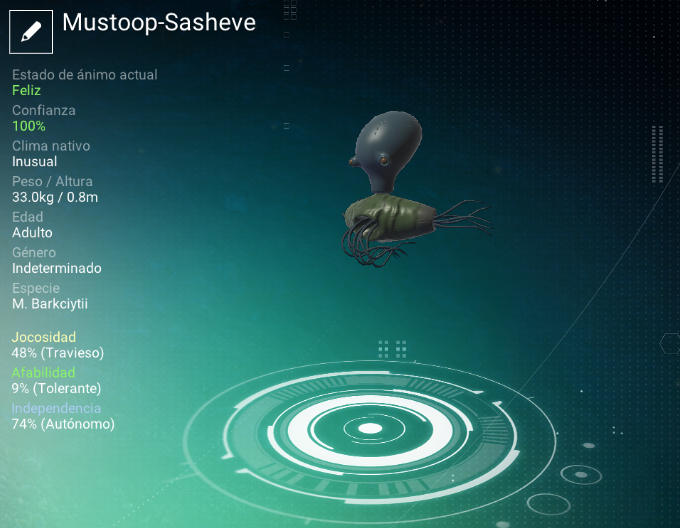 Mustoop-Sasheve
Estado de ánimo actual
Feliz
Confianza
100%
Clima nativo
Inusual
Peso / Altura
33.0kg / 0.8m
Edad
Adulto
Género
Indeterminado
Especie
M. Barkciytii
Jocosidad
48% (Travieso)
Afabilidad
9% (Tolerante)
Independencia
74% (Autónomo)